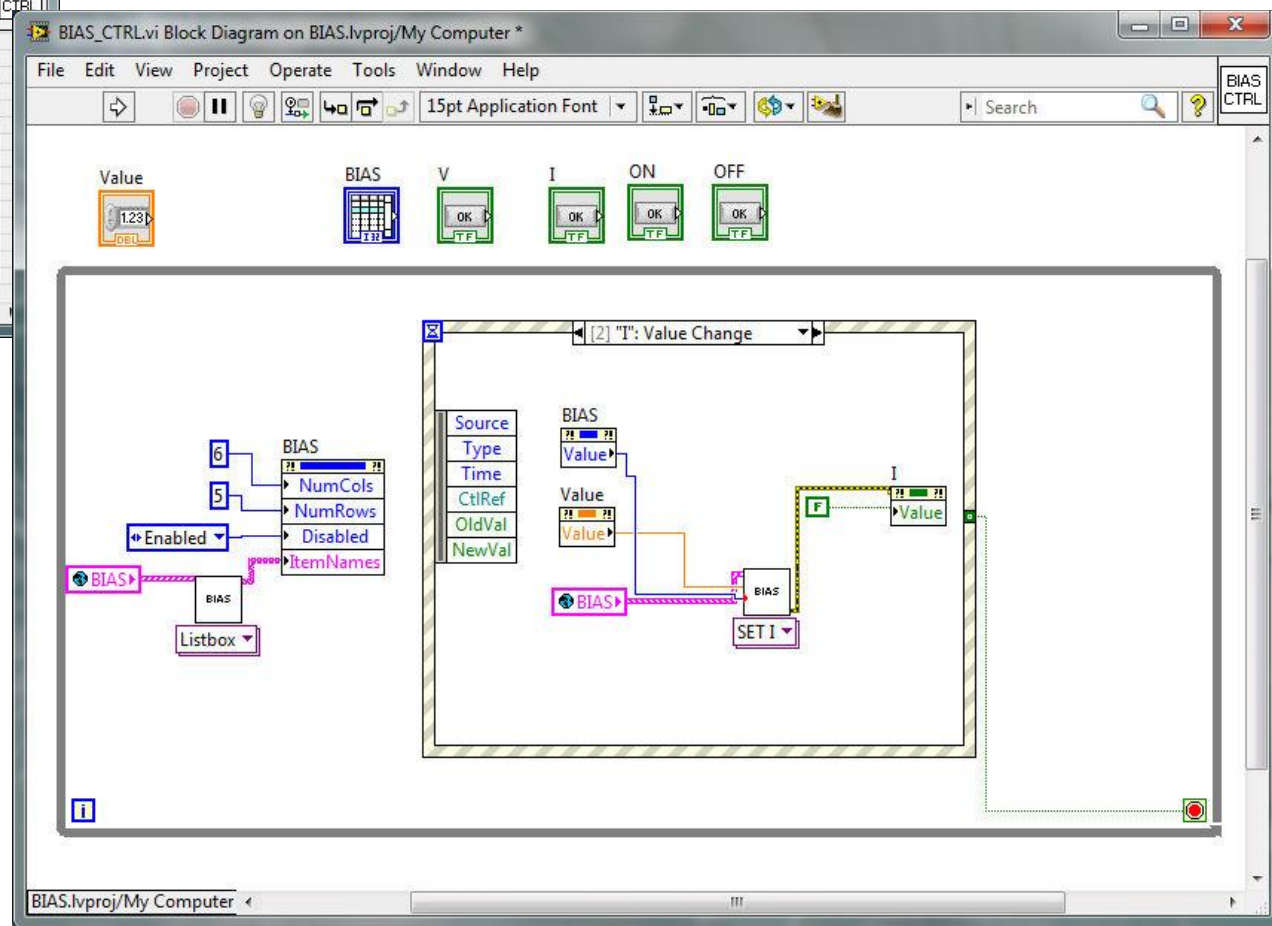 CTRL
BIAS_CTRL.vi Block Diagram on BIAS.lvproj/My Computer *
File Edit View Project Operate Tools Window Help
BIAS
CTRL
15pt Application Font
Search
?
Value
BIAS
V
I
ON
OFF
1.23
DBL
I32
OK
TF
OK
TF
OK
TF
OK
TF
[2] "I": Value Change
6
5
BIAS
?! ?!
NumCols
NumRows
Disabled
ItemNames
Enabled
BIAS
BIAS
Listbox
Source
Type
Time
CtlRef
OldVal
NewVal
BIAS
?! ?!
Value
Value
?! ?!
Value
BIAS
BIAS
SET I
F
I
?! ?!
Value
i
BIAS.lvproj/My Computer